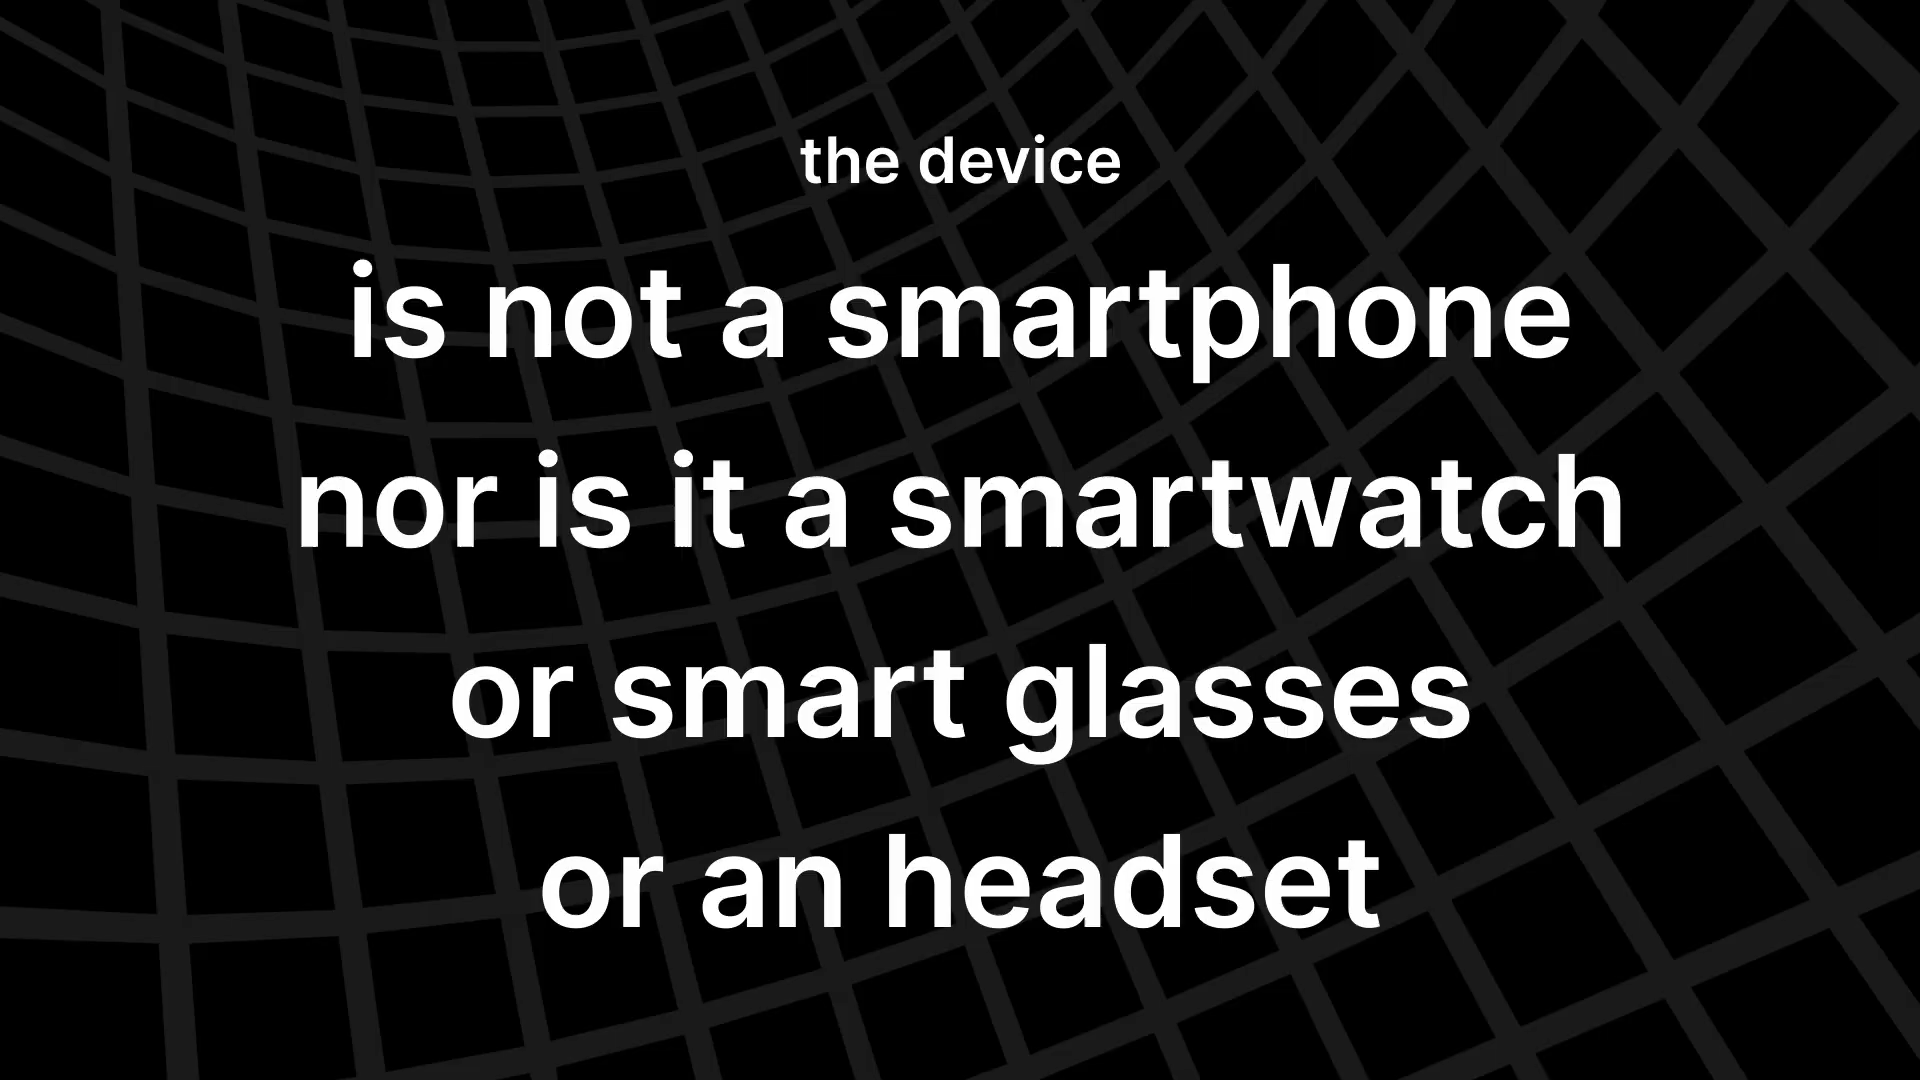 the device
is not a smartphone
nor is it a smartwatch
or smart glasses
or an headset